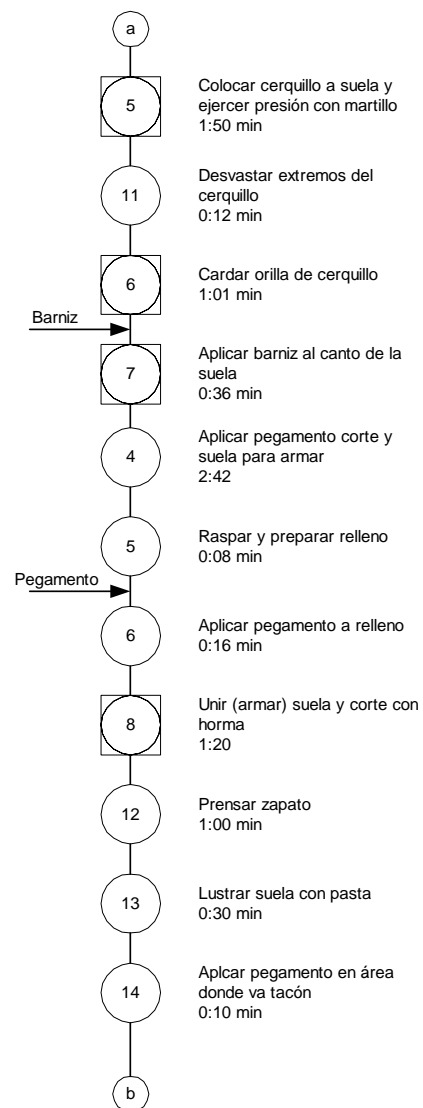 a
5
Colocar cerquillo a suela y
ejercer presión con martillo
1:50 min
11
Desvastar extremos del
cerquillo
0:12 min
6
Cardar orilla de cerquillo
1:01 min
Barniz
7
Aplicar barniz al canto de la
suela
0:36 min
4
Aplicar pegamento corte y
suela para armar
2:42
5
Raspar y preparar relleno
0:08 min
Pegamento
6
Aplicar pegamento a relleno
0:16 min
8
Unir (armar) suela y corte con
horma
1:20
12
Prensar zapato
1:00 min
13
Lustrar suela con pasta
0:30 min
14
Aplcar pegamento en área
donde va tacón
0:10 min
b